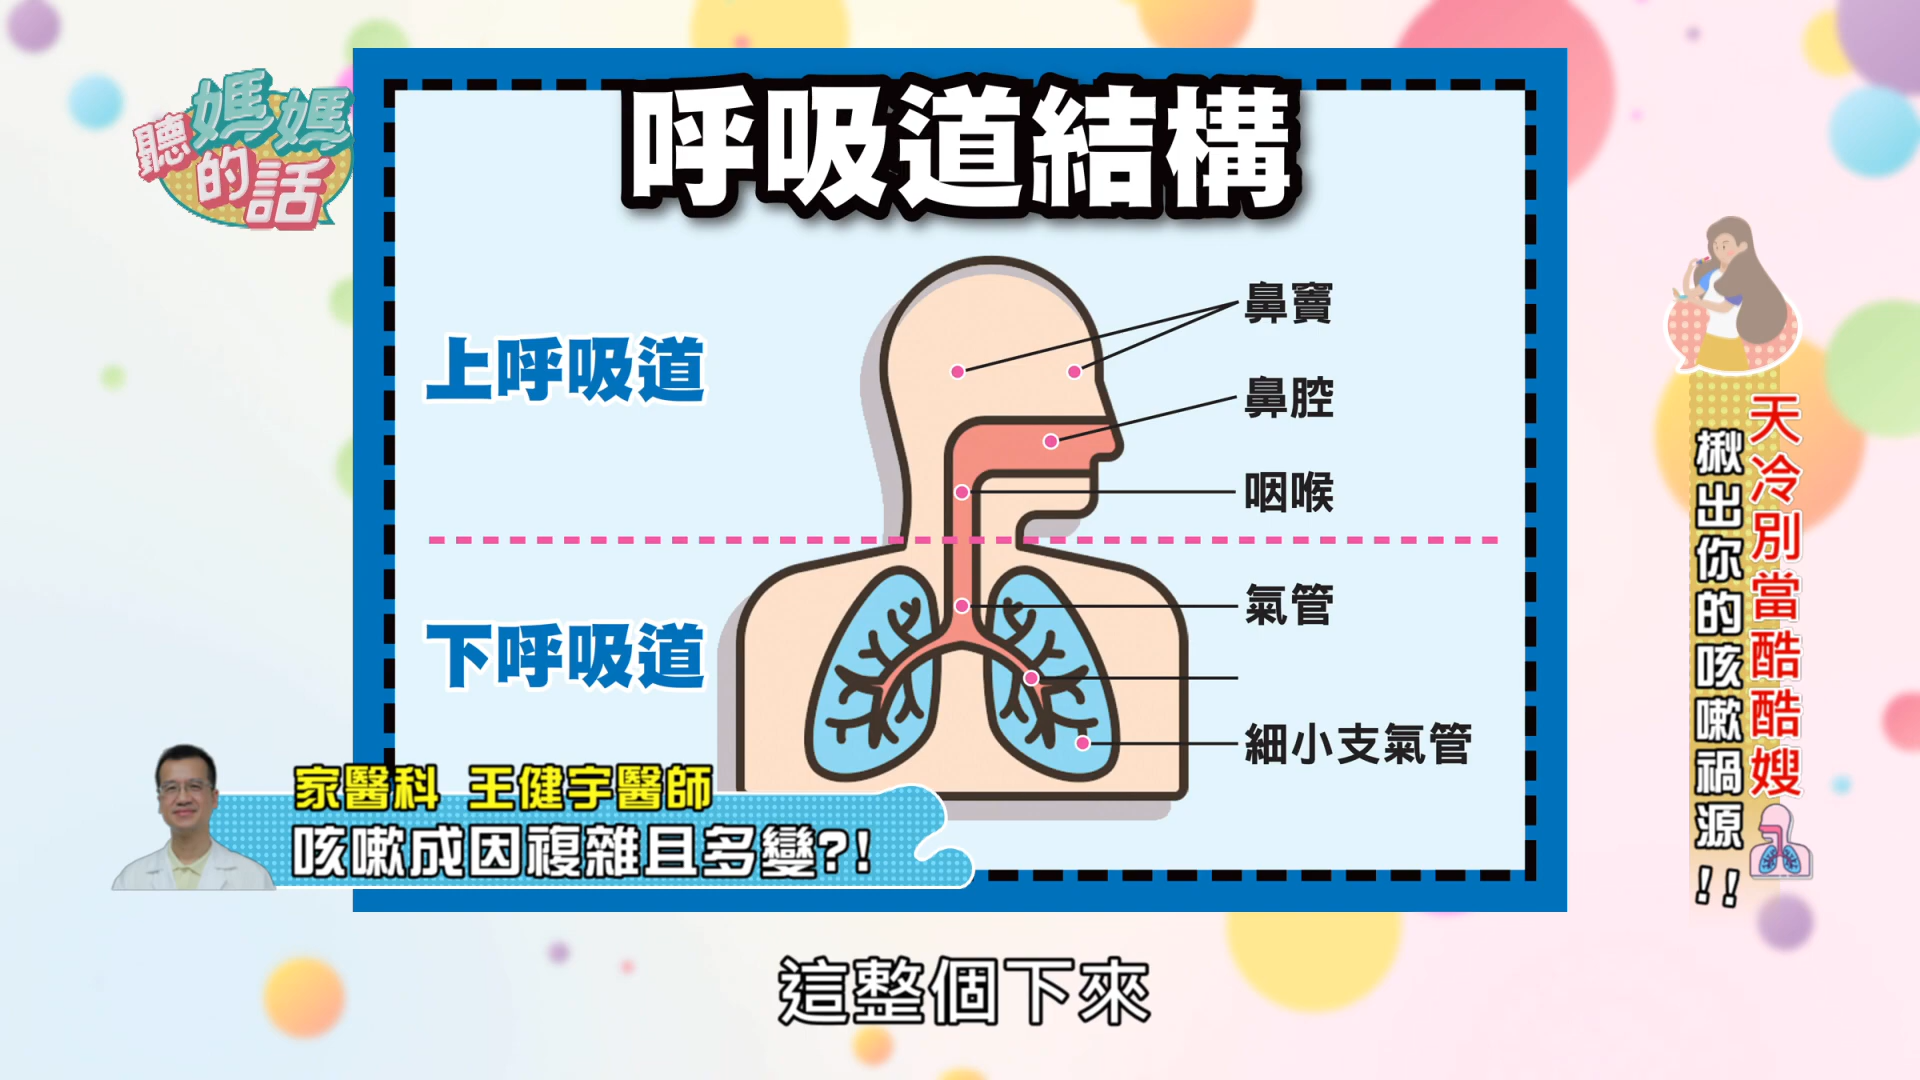 聽媽媽的話
呼吸道結構
上呼吸道
鼻竇
鼻腔
咽喉
下呼吸道
氣管
細小支氣管
家醫科 王健宇醫師
咳嗽成因複雜且多變?!
天冷別當酷酷嫂
揪出你的咳嗽禍源!!
這整個下來